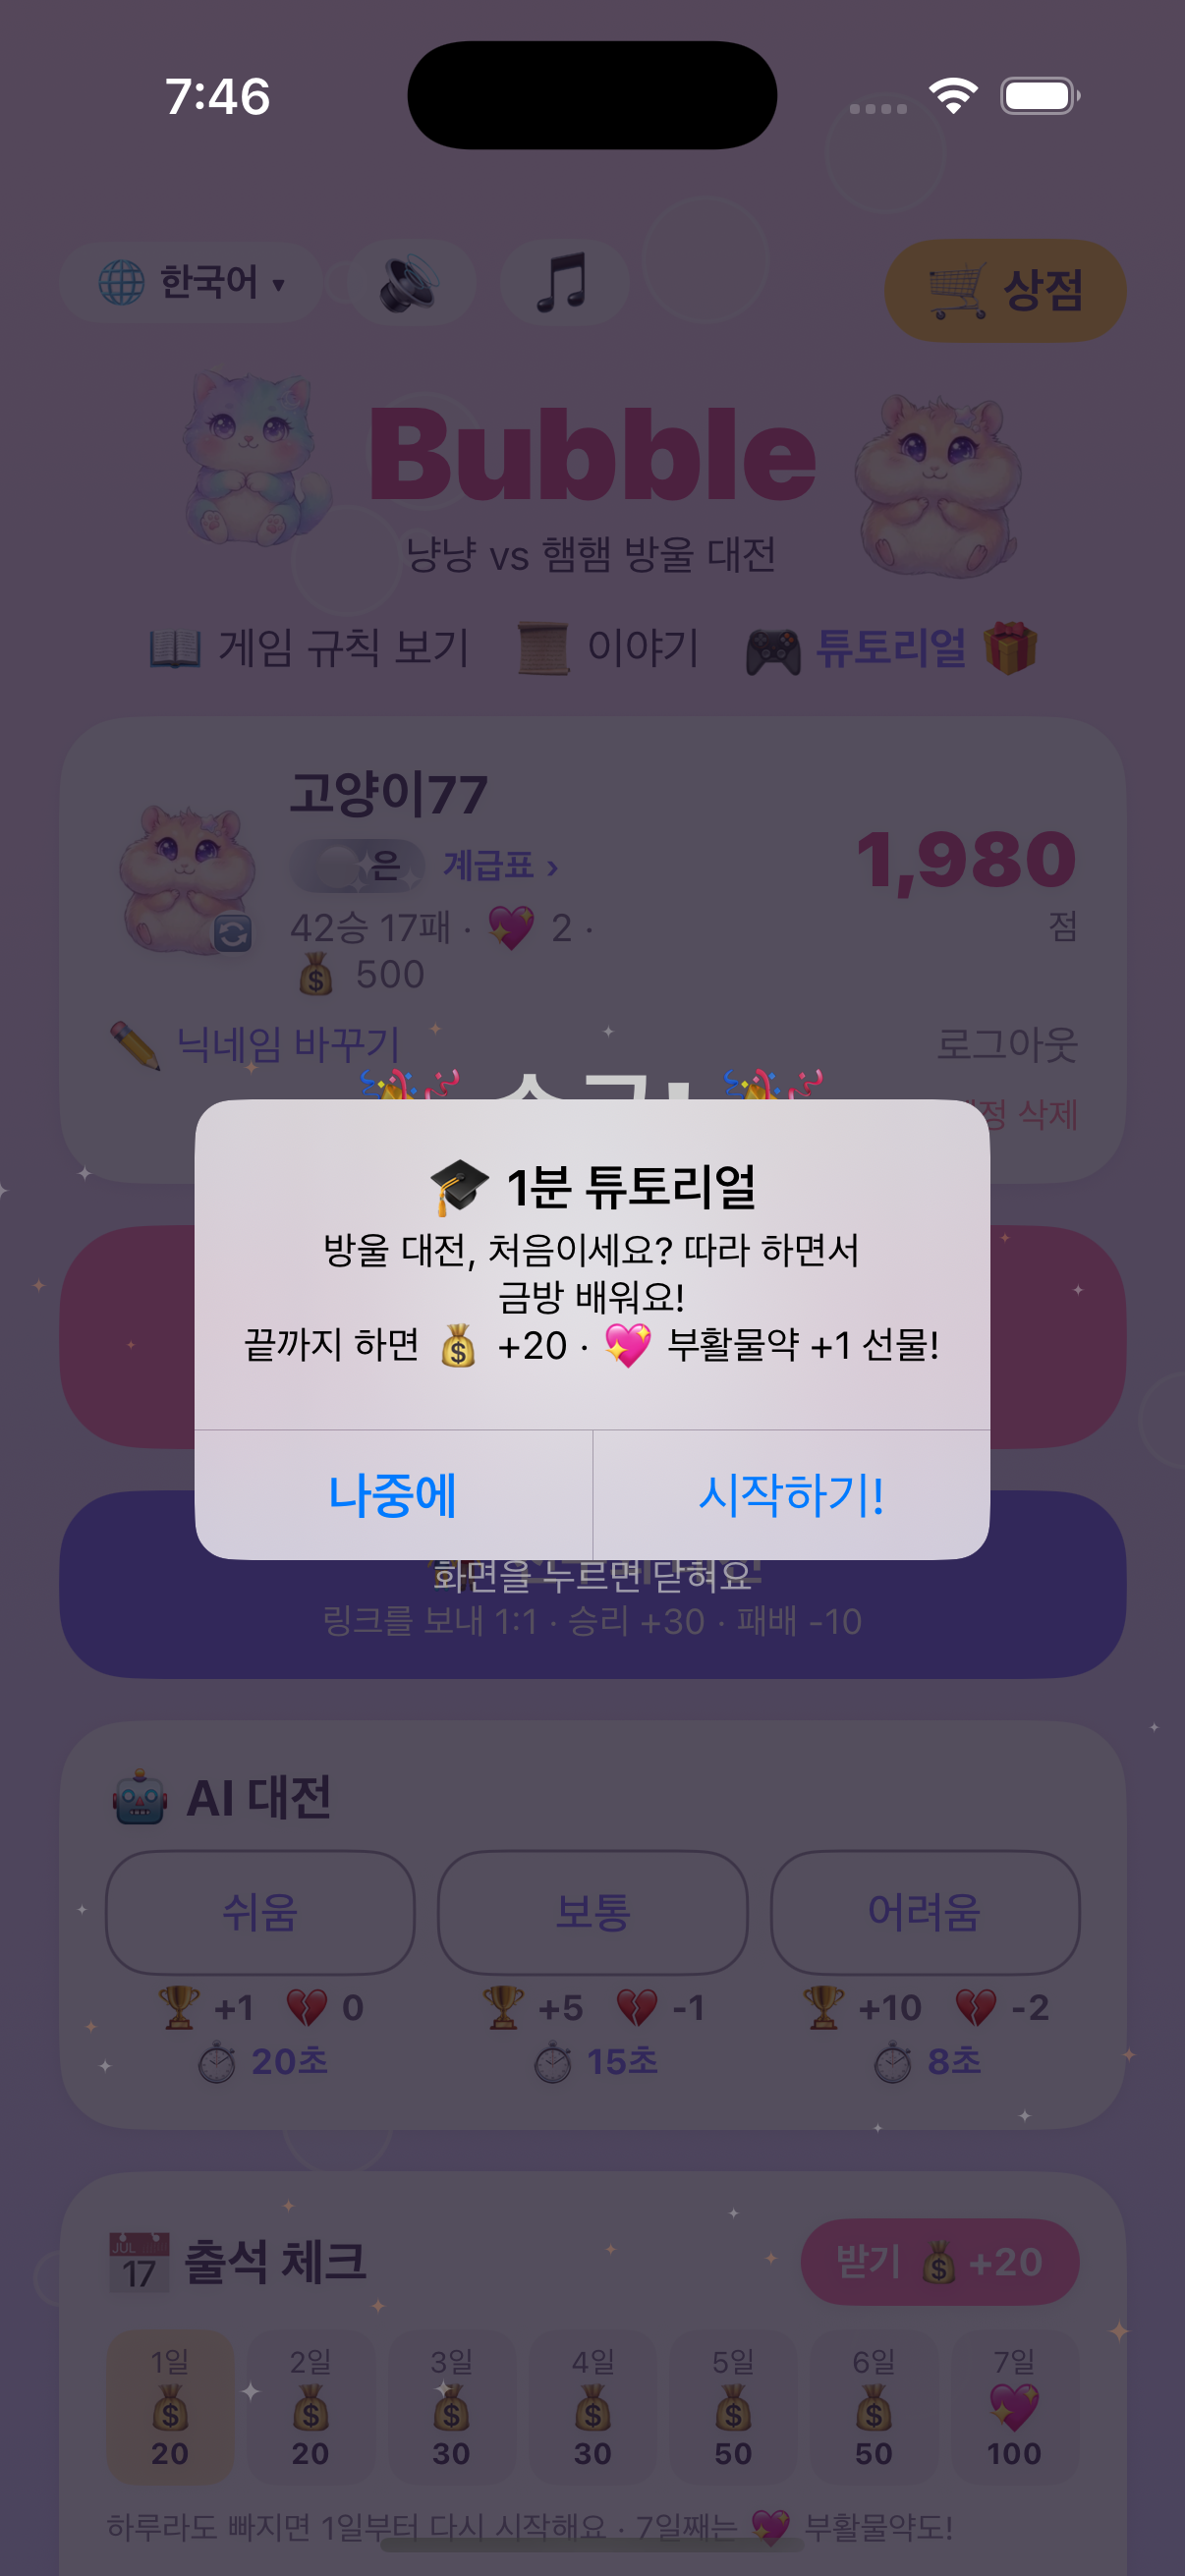 7:46
한국어 ▾
상점
Bubble
냥냥 vs 햄햄 방울 대전
게임 규칙 보기 이야기 튜토리얼
고양이77
은 계급표 ›
1,980
점
42승 17패 · 💖 2 ·
💰 500
닉네임 바꾸기
로그아웃
삭제
🎓 1분 튜토리얼
방울 대전, 처음이세요? 따라 하면서
금방 배워요!
끝까지 하면 💰 +20 · 💖 부활물약 +1 선물!
나중에 시작하기!
화면을 누르면 닫혀요
링크를 보내 1:1 · 승리 +30 · 패배 -10
AI 대전
쉬움 보통 어려움
🏆 +1 💔 0 🏆 +5 💔 -1 🏆 +10 💔 -2
⏱ 20초 ⏱ 15초 ⏱ 8초
JUL 17 출석 체크
받기 💰+20
1일 2일 3일 4일 5일 6일 7일
20 20 30 30 50 50 100
하루라도 빠지면 1일부터 다시 시작해요 · 7일째는 💖 부활물약도!